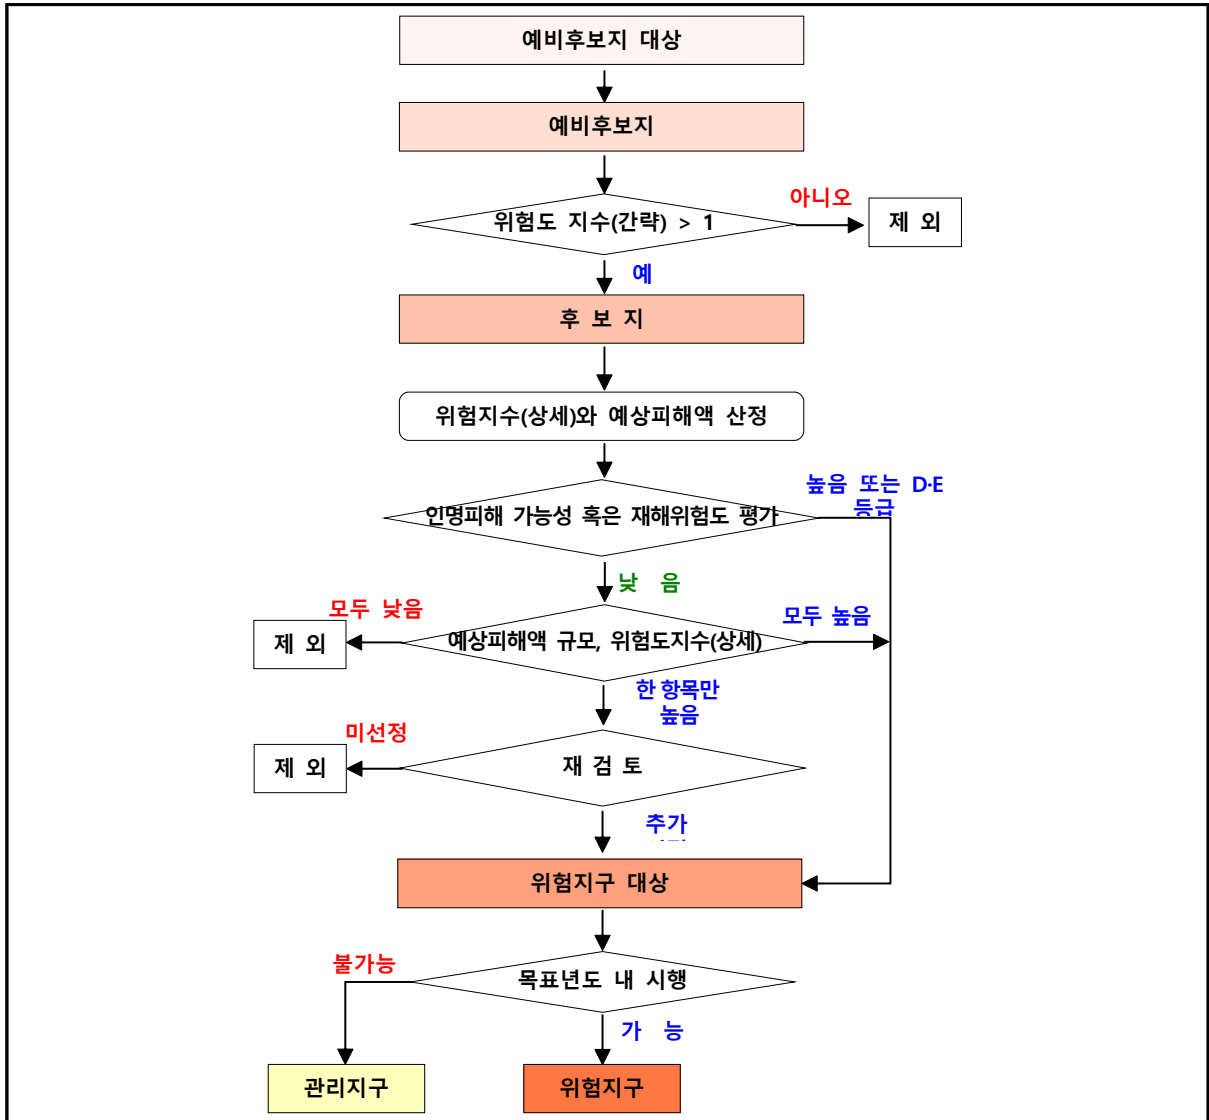 예비후보지 대상
예비후보지
위험도 지수(간략) > 1
아니오
제 외
예
후 보 지
위험지수(상세)와 예상피해액 산정
인명피해 가능성 혹은 재해위험도 평가
높음 또는 D·E
등급
낮 음
예상피해액 규모, 위험도지수(상세)
모두 낮음
제 외
모두 높음
한 항목만
높음
재 검 토
미선정
제 외
추가
위험지구 대상
목표년도 내 시행
불가능
가 능
관리지구
위험지구